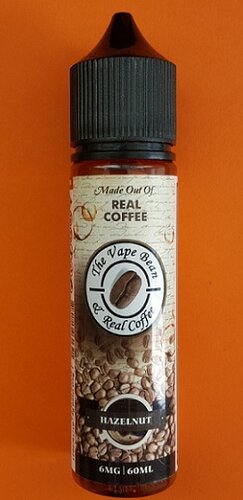 Made Out Of
REAL
COFFEE
The Vape Bean
& Real Coffee
HAZELNUT
6MG | 60ML